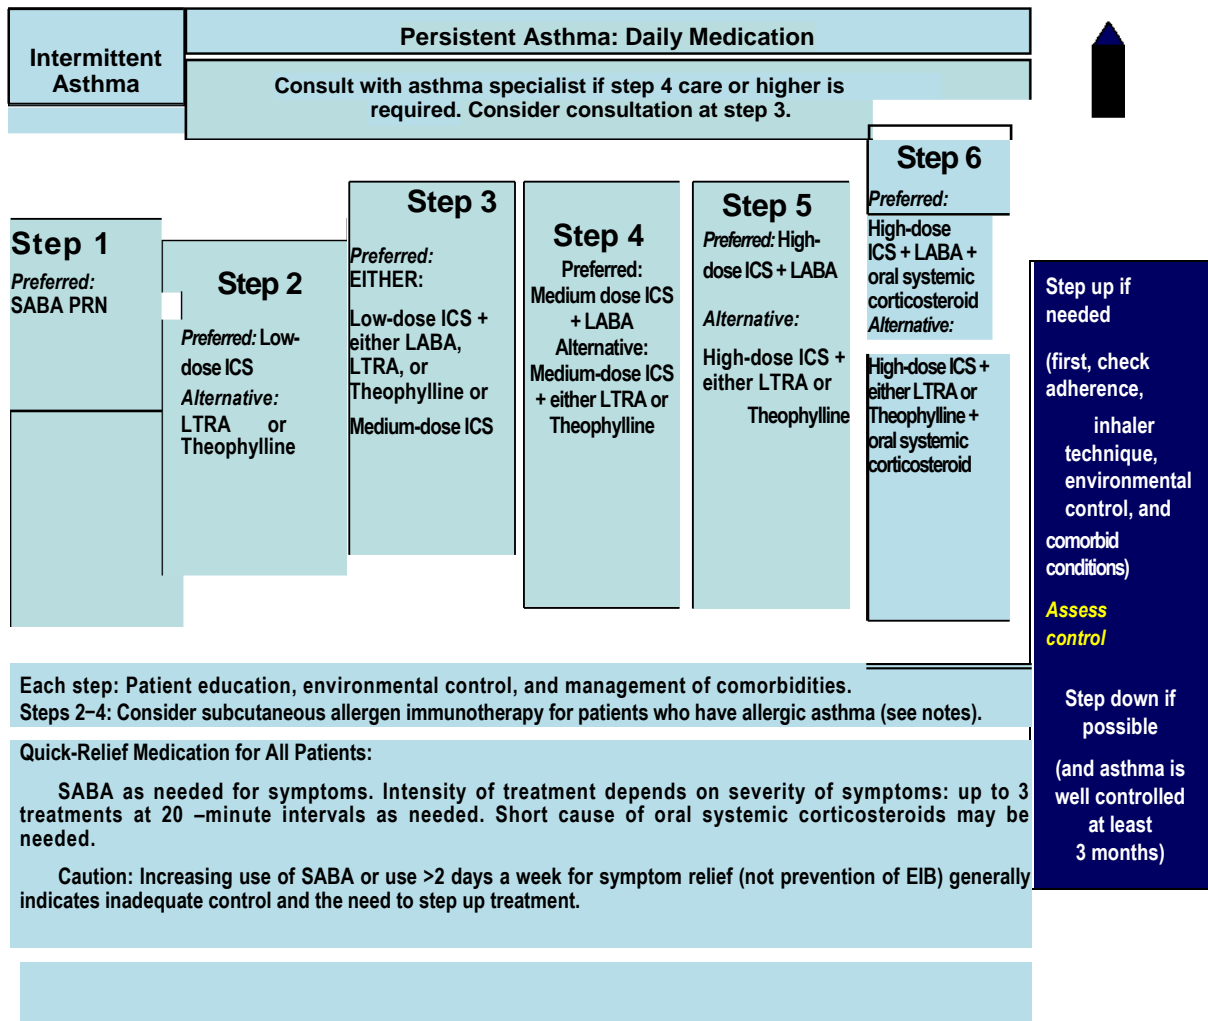 Intermittent
Asthma
Persistent Asthma: Daily Medication
Consult with asthma specialist if step 4 care or higher is
required. Consider consultation at step 3.
Step 1
Preferred:
SABA PRN
Step 2
Preferred: Low-
dose ICS
Alternative:
LTRA or
Theophylline
Step 3
Preferred:
EITHER:
Low-dose ICS +
either LABA,
LTRA, or
Theophylline or
Medium-dose ICS
Step 4
Preferred:
Medium dose ICS
+ LABA
Alternative:
Medium-dose ICS
+ either LTRA or
Theophylline
Step 5
Preferred: High-
dose ICS + LABA
Alternative:
High-dose ICS +
either LTRA or
Theophylline
Step 6
Preferred:
High-dose
ICS + LABA +
oral systemic
corticosteroid
Alternative:
High-dose ICS +
either LTRA or
Theophylline +
oral systemic
corticosteroid
Step up if
needed
(first, check
adherence,
inhaler
technique,
environmental
control, and
comorbid
conditions)
Assess
control
Step down if
possible
(and asthma is
well controlled
at least
3 months)
Each step: Patient education, environmental control, and management of comorbidities.
Steps 2−4: Consider subcutaneous allergen immunotherapy for patients who have allergic asthma (see notes).
Quick-Relief Medication for All Patients:
SABA as needed for symptoms. Intensity of treatment depends on severity of symptoms: up to 3
treatments at 20 –minute intervals as needed. Short cause of oral systemic corticosteroids may be
needed.
Caution: Increasing use of SABA or use >2 days a week for symptom relief (not prevention of EIB) generally
indicates inadequate control and the need to step up treatment.